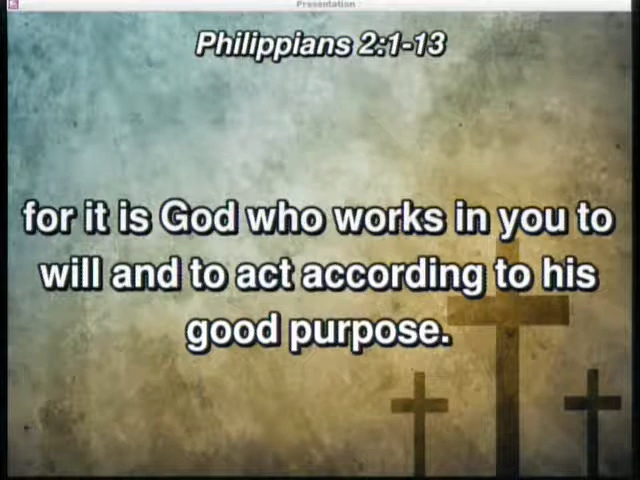 Presentation
Philippians 2:1-13
for it is God who works in you to
will and to act according to his
good purpose.